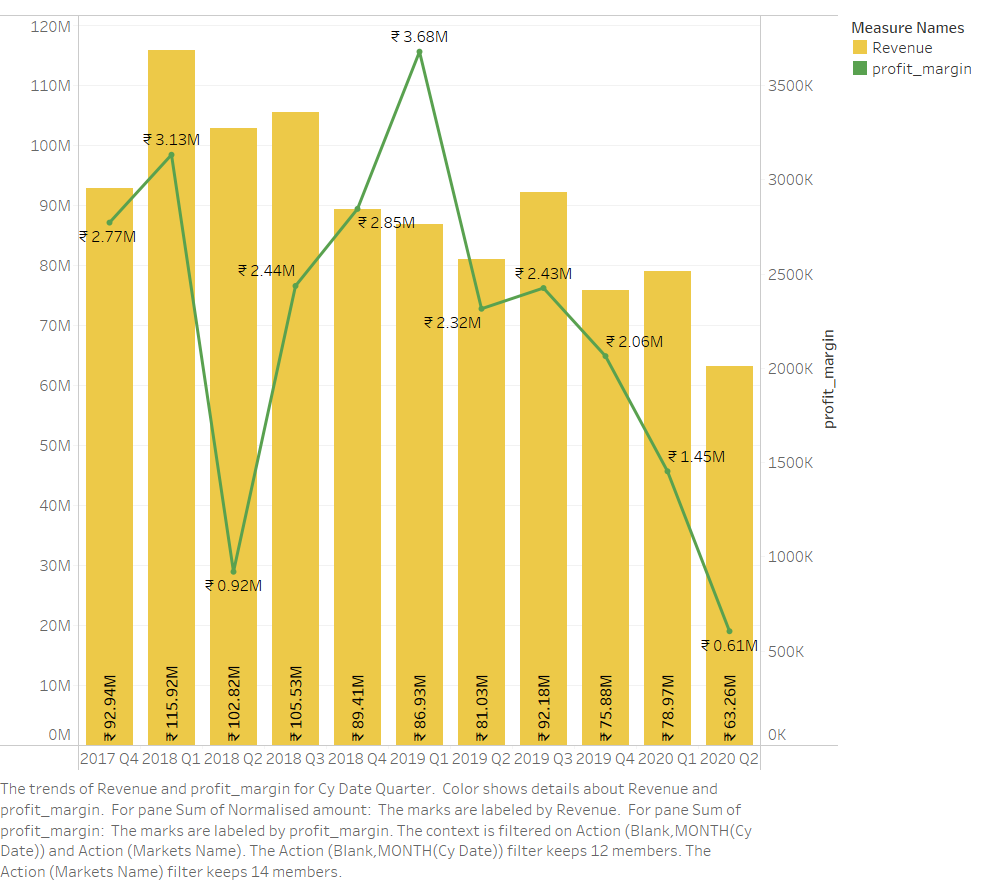 120M
110M
100M
90M
80M
70M
60M
50M
40M
30M
20M
10M
0M
₹ 2.77M
₹ 3.13M
₹ 0.92M
₹ 2.44M
₹ 2.85M
₹ 3.68M
₹ 2.32M
₹ 2.43M
₹ 2.06M
₹ 1.45M
₹ 0.61M
₹ 92.94M
₹ 115.92M
₹ 102.82M
₹ 105.53M
₹ 89.41M
₹ 86.93M
₹ 81.03M
₹ 92.18M
₹ 75.88M
₹ 78.97M
₹ 63.26M
2017 Q4 2018 Q1 2018 Q2 2018 Q3 2018 Q4 2019 Q1 2019 Q2 2019 Q3 2019 Q4 2020 Q1 2020 Q2
3500K
3000K
2500K
2000K
1500K
1000K
500K
0K
profit_margin
Measure Names
Revenue
profit_margin
The trends of Revenue and profit_margin for Cy Date Quarter.  Color shows details about Revenue and
profit_margin.  For pane Sum of Normalised amount:  The marks are labeled by Revenue.  For pane Sum of
profit_margin:  The marks are labeled by profit_margin. The context is filtered on Action (Blank,MONTH(Cy
Date)) and Action (Markets Name). The Action (Blank,MONTH(Cy Date)) filter keeps 12 members. The
Action (Markets Name) filter keeps 14 members.